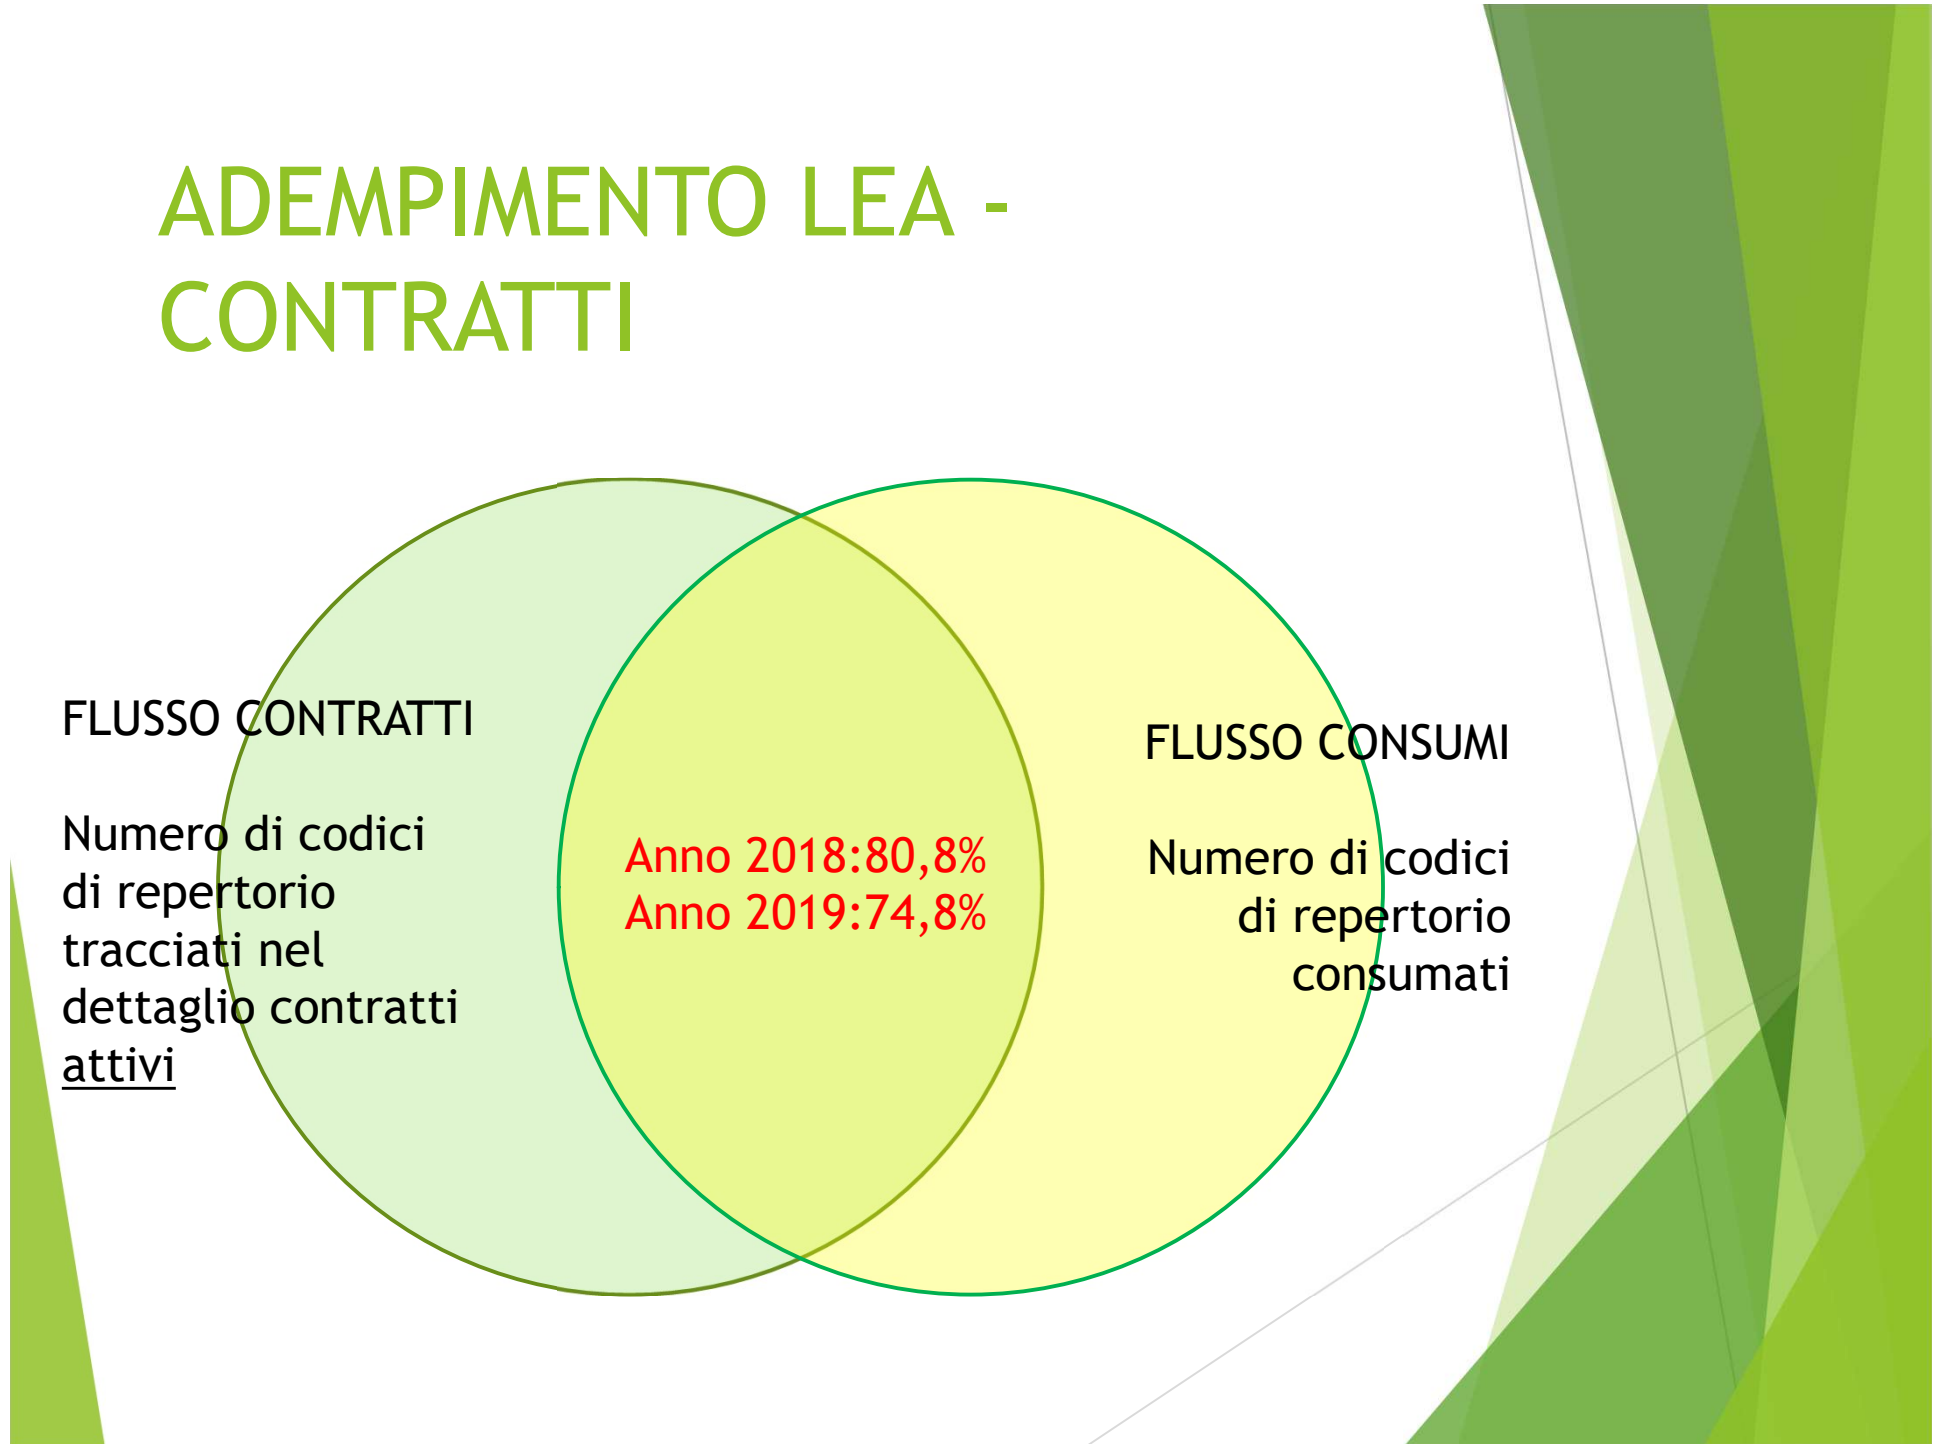 ADEMPIMENTO LEA -
CONTRATTI
FLUSSO CONTRATTI
Numero di codici
di repertorio
tracciati nel
dettaglio contratti
attivi
Anno 2018:80,8%
Anno 2019:74,8%
FLUSSO CONSUMI
Numero di codici
di repertorio
consumati